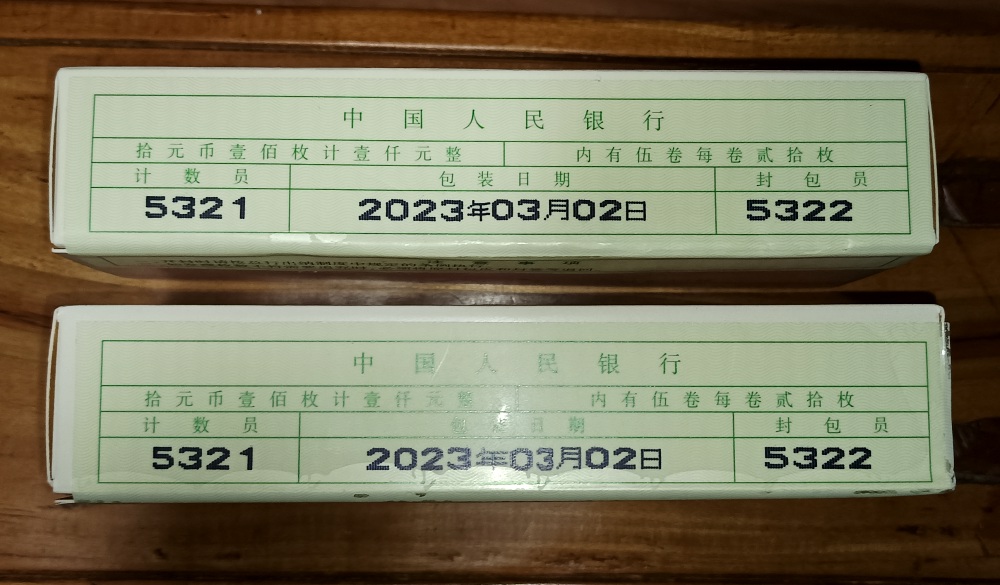 中国人民银行
拾元币壹佰枚计壹仟元整 内有伍卷每卷贰拾枚
计数员 包装日期 封包员
5321 2023年03月02日 5322
中国人民银行
拾元币壹佰枚计壹仟元整 内有伍卷每卷贰拾枚
计数员 包装日期 封包员
5321 2023年03月02日 5322